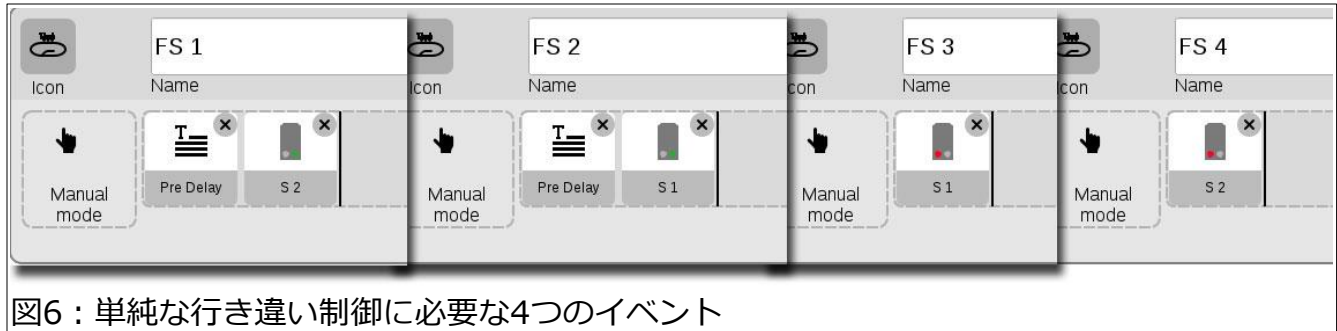 FS 1
FS 2
FS 3
FS 4
Icon
Name
Icon
Name
con
Name
con
Name
T
Pre Delay
S 2
T
Pre Delay
S 1
S 1
S 2
Manual
mode
Manual
mode
Manual
mode
Manual
mode
図6：単純な行き違い制御に必要な4つのイベント